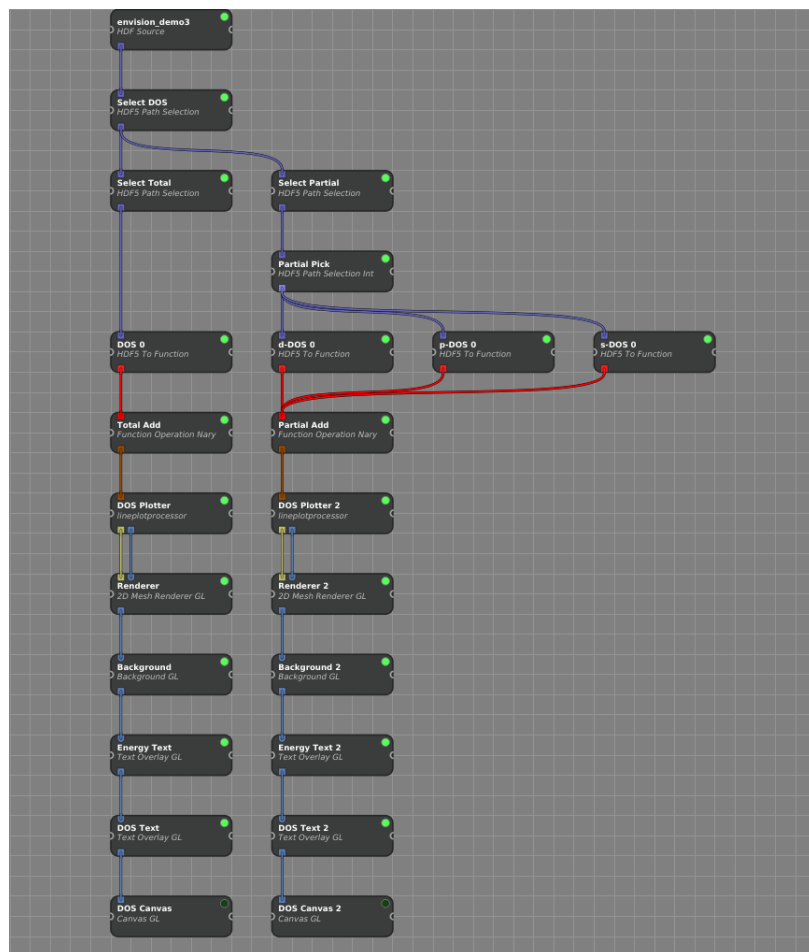 envision_demo3
HDF Source
Select DOS
HDF5 Path Selection
Select Total
HDF5 Path Selection
Select Partial
HDF5 Path Selection
Partial Pick
HDF5 Path Selection Int
DOS 0
HDF5 To Function
d-DOS 0
HDF5 To Function
p-DOS 0
HDF5 To Function
s-DOS 0
HDF5 To Function
Total Add
Function Operation Nary
Partial Add
Function Operation Nary
DOS Plotter
lineplotprocessor
DOS Plotter 2
lineplotprocessor
Renderer
2D Mesh Renderer GL
Renderer 2
2D Mesh Renderer GL
Background
Background GL
Background 2
Background GL
Energy Text
Text Overlay GL
Energy Text 2
Text Overlay GL
DOS Text
Text Overlay GL
DOS Text 2
Text Overlay GL
DOS Canvas
Canvas GL
DOS Canvas 2
Canvas GL